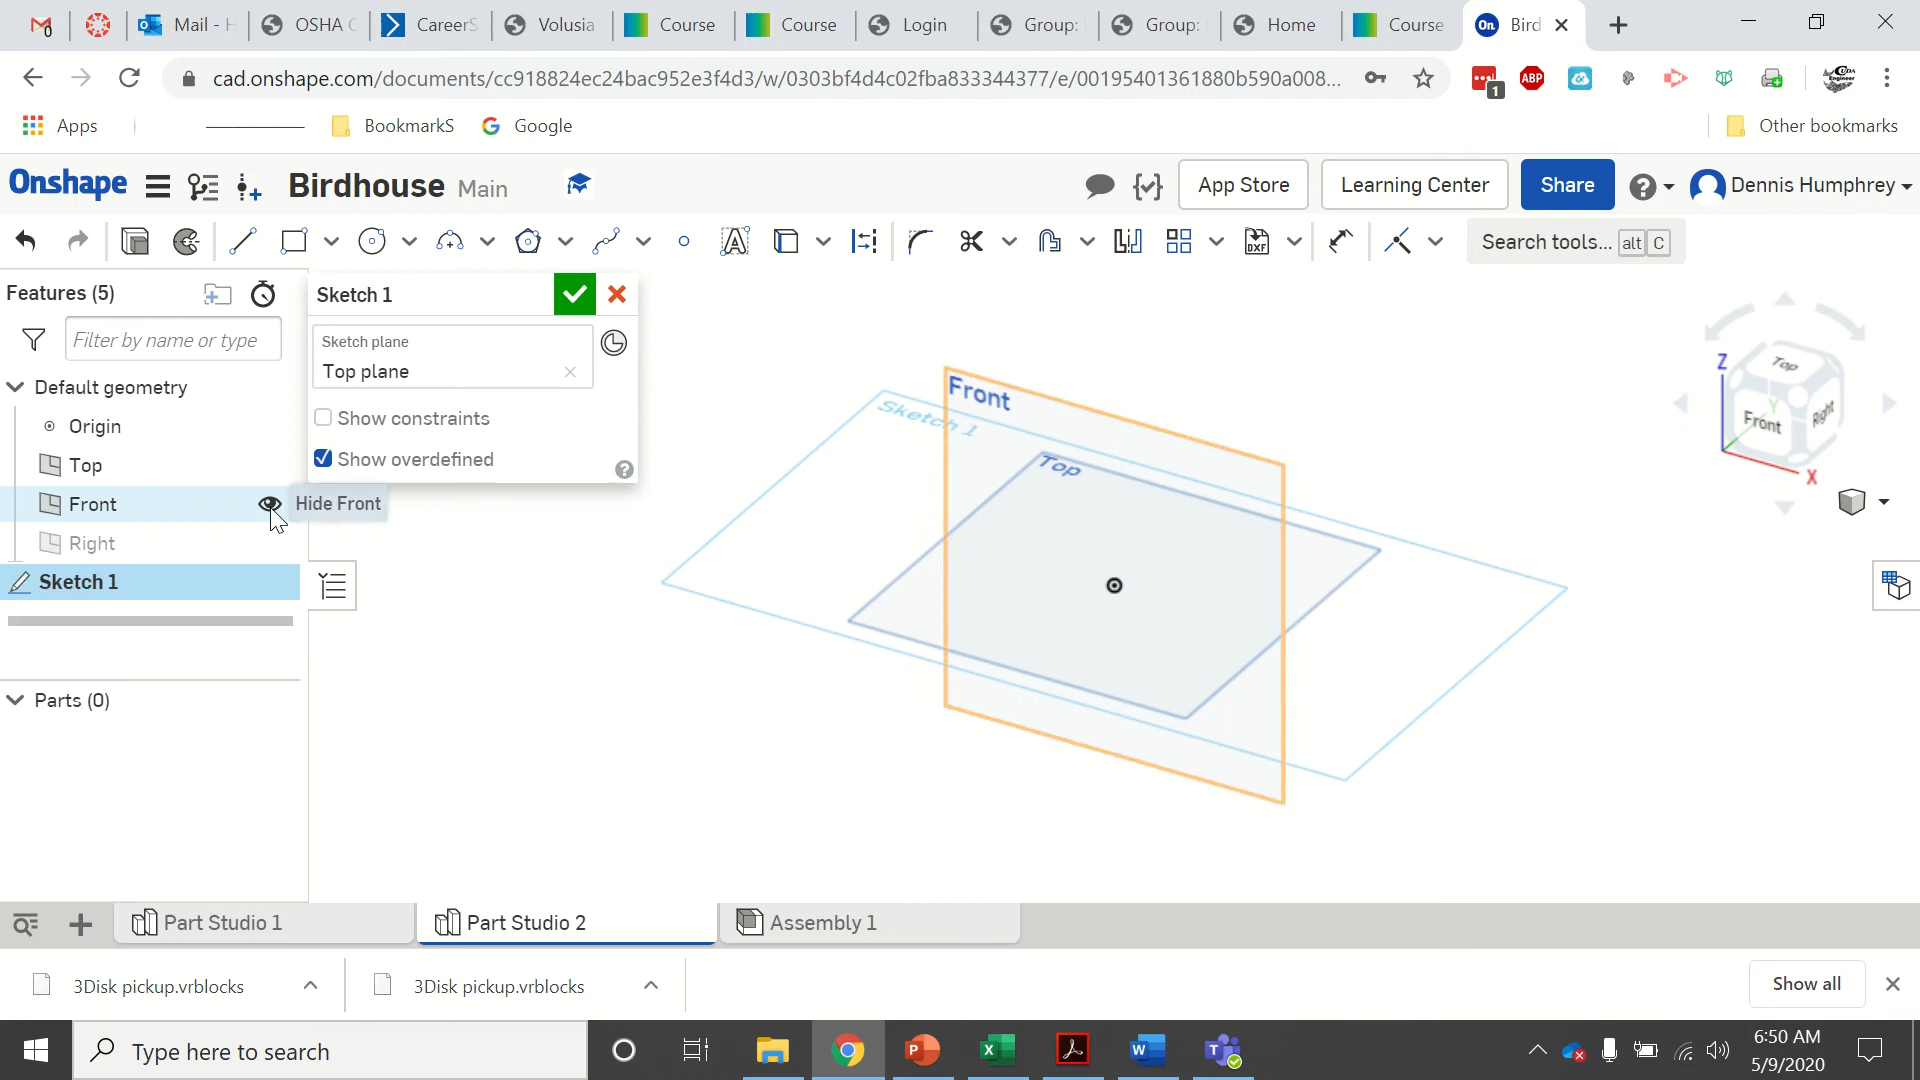 Mail - H
OSHA C
CareerS
Volusia
Course
Course
Login
Group:
Group:
Home
Course
On
Bird
cad.onshape.com/documents/cc918824ec24bac952e3f4d3/w/0303bf4d4c02fba833344377/e/00195401361880b590a008...
ABP
1
Apps
BookmarkS
Google
Other bookmarks
Onshape
Birdhouse Main
App Store
Learning Center
Share
Dennis Humphrey
Search tools... alt C
Features (5)
Filter by name or type
Default geometry
Origin
Top
Front
Hide Front
Right
Sketch 1
Parts (0)
Sketch 1
Sketch plane
Top plane
Show constraints
Show overdefined
Front
Sketch 1
Top
Z
Top
Y
Front
Right
X
Part Studio 1
Part Studio 2
Assembly 1
3Disk pickup.vrblocks
3Disk pickup.vrblocks
Show all
Type here to search
6:50 AM
5/9/2020